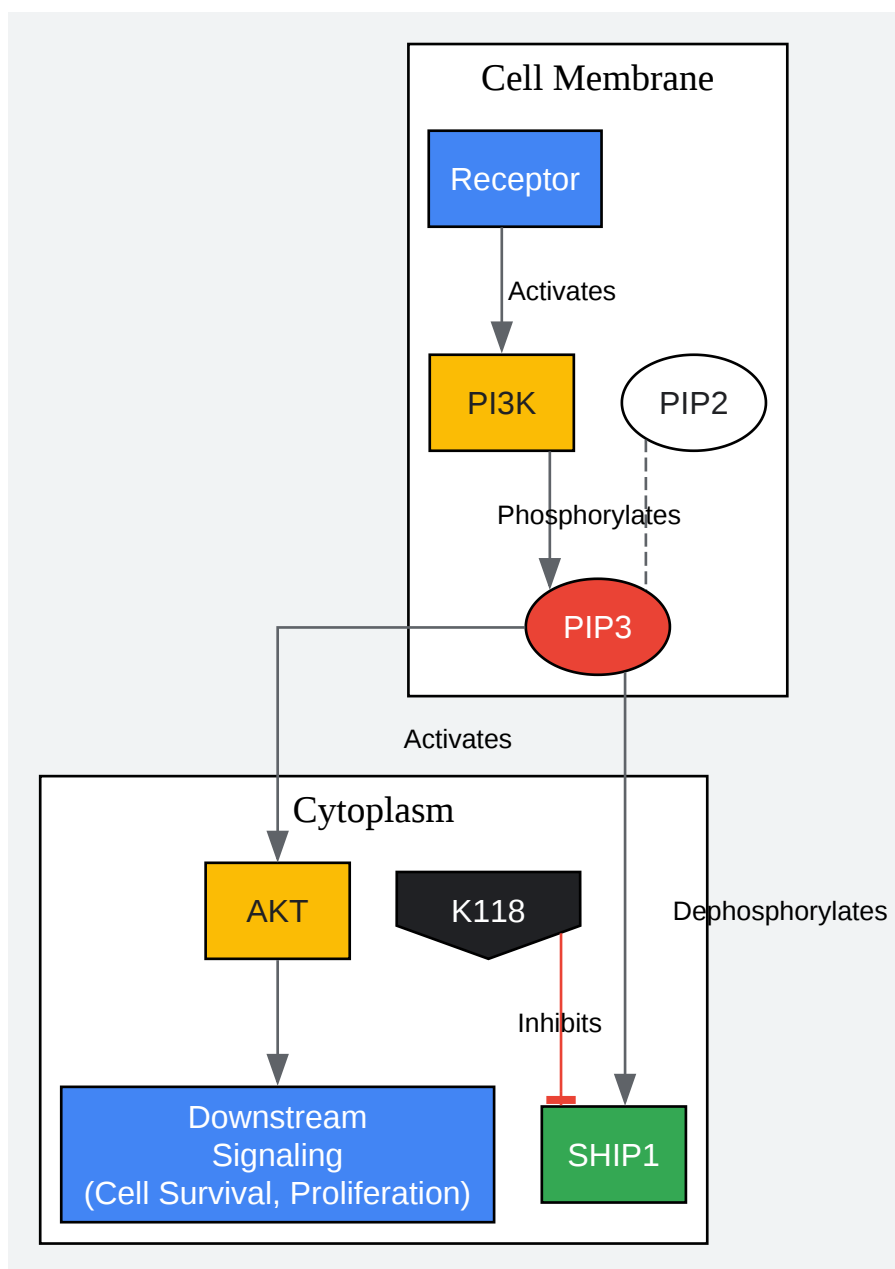 Cell Membrane
Receptor
Activates
PI3K
PIP2
Phosphorylates
PIP3
Activates
Cytoplasm
AKT
K118
Dephosphorylates
Inhibits
Downstream
Signaling
(Cell Survival, Proliferation)
SHIP1